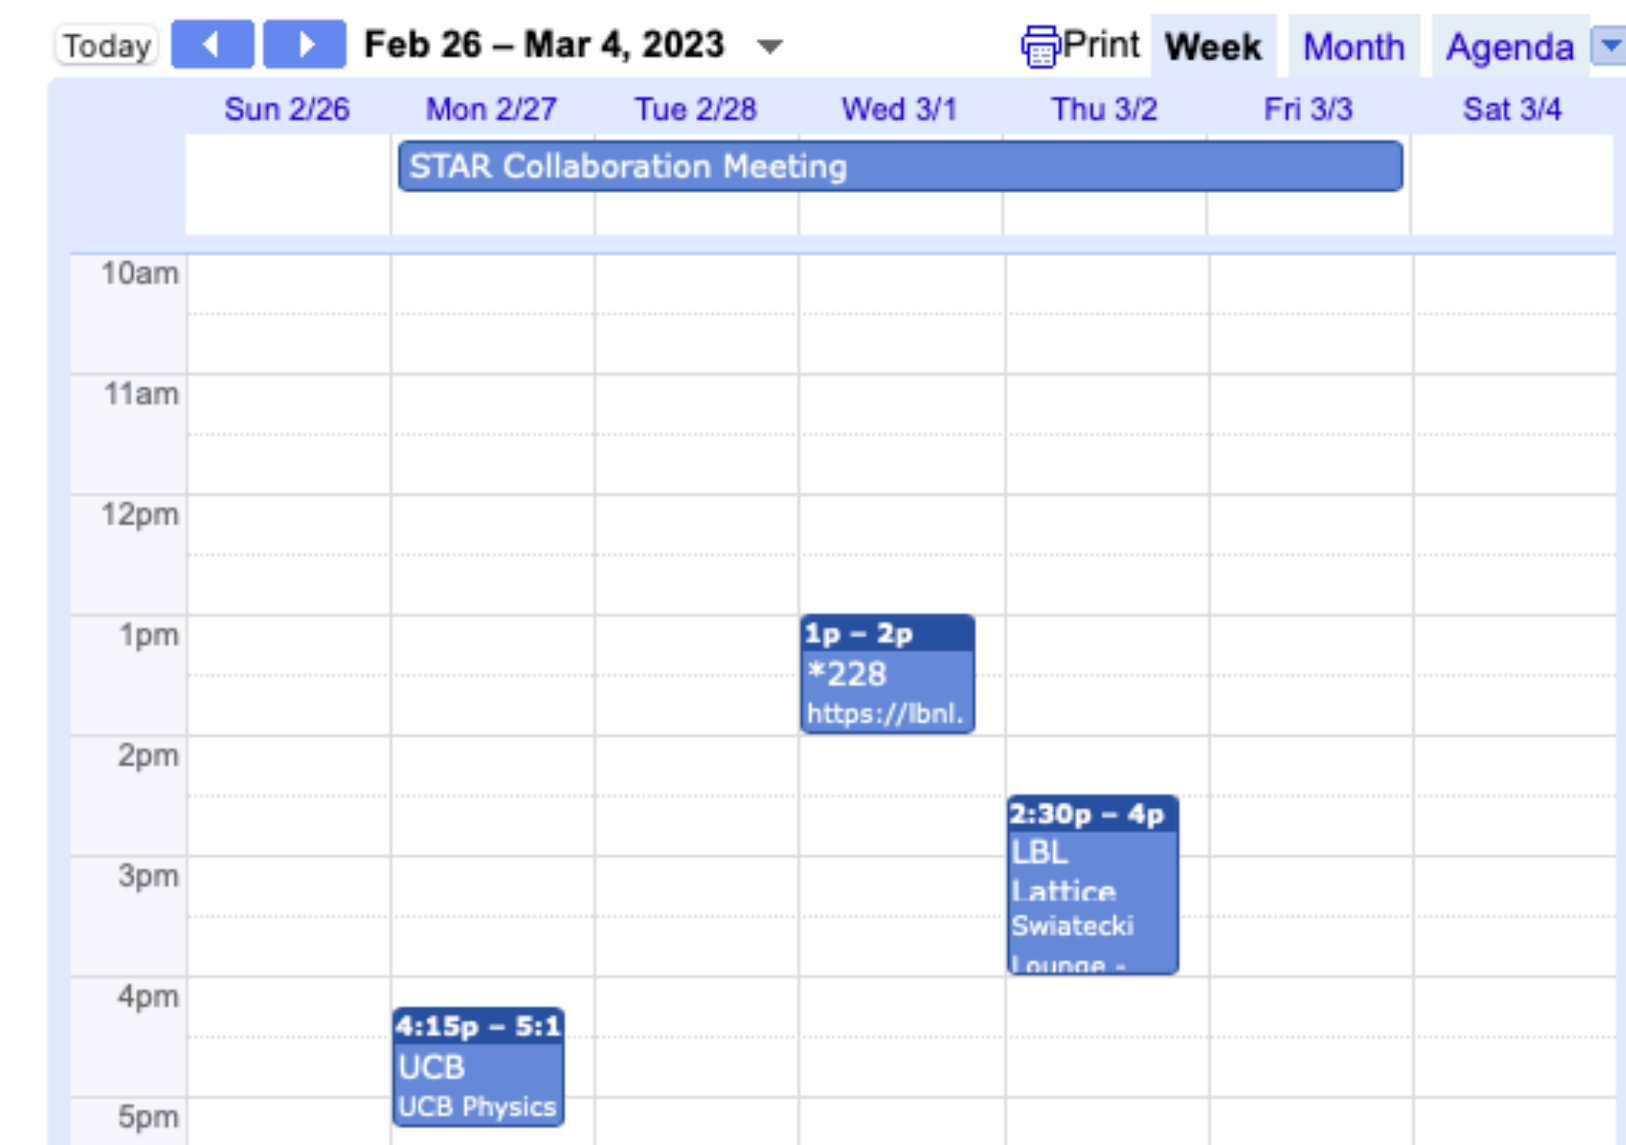 Today Feb 26 – Mar 4, 2023 Print Week Month Agenda
Sun 2/26 Mon 2/27 Tue 2/28 Wed 3/1 Thu 3/2 Fri 3/3 Sat 3/4
STAR Collaboration Meeting
10am
11am
12pm
1pm
1p – 2p
*228
https://lbnl.
2pm
2:30p – 4p
LBL
Lattice
Swiatecki
Lounge -
3pm
4pm
4:15p – 5:1
UCB
UCB Physics
5pm